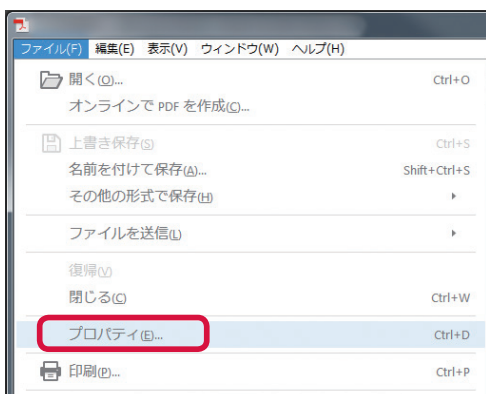 ファイル(F) 編集(E) 表示(V) ウィンドウ(W) ヘルプ(H)
開く(O)... Ctrl+O
オンラインで PDF を作成(C)...
上書き保存(S) Ctrl+S
名前を付けて保存(A)... Shift+Ctrl+S
その他の形式で保存(H)
ファイルを送信(L)
復帰(V)
閉じる(C) Ctrl+W
プロパティ(E)... Ctrl+D
印刷(P)... Ctrl+P